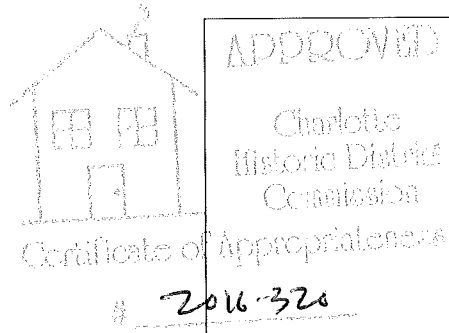 APPROVED
Charlotte
Historic District
Commission
Certificate of Appropriateness
# 2016-320